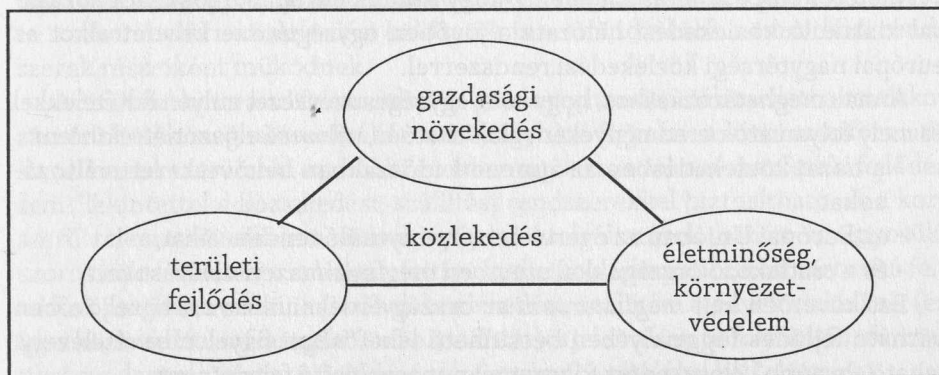 gazdasági
növekedés
közlekedés
területi
fejlődés
életminőség,
környezet-
védelem